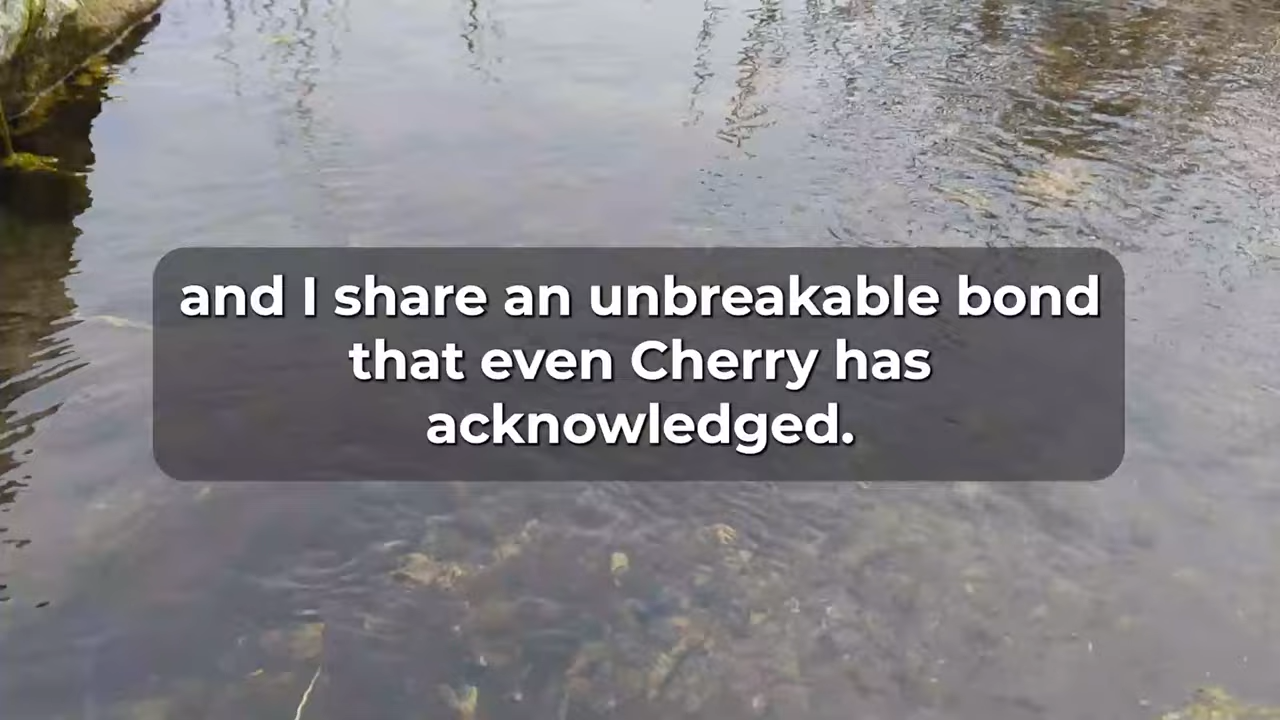 and I share an unbreakable bond
that even Cherry has
acknowledged.